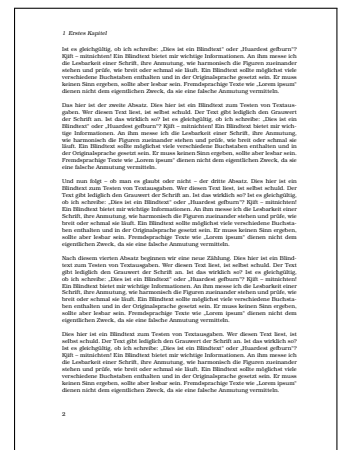 1 Erstes Kapitel
Ist es gleichgültig, ob ich schreibe: „Dies ist ein Blindtext“ oder „Huardest gefburn“?
Kjift – mitnichten! Ein Blindtext bietet mir wichtige Informationen. An ihm messe ich
die Lesbarkeit einer Schrift, ihre Anmutung, wie harmonisch die Figuren zueinander
stehen und prüfe, wie breit oder schmal sie läuft. Ein Blindtext sollte möglichst viele
verschiedene Buchstaben enthalten und in der Originalsprache gesetzt sein. Er muss
keinen Sinn ergeben, sollte aber lesbar sein. Fremdsprachige Texte wie „Lorem ipsum“
dienen nicht dem eigentlichen Zweck, da sie eine falsche Anmutung vermitteln.
Das hier ist der zweite Absatz. Dies hier ist ein Blindtext zum Testen von Textaus-
gaben. Wer diesen Text liest, ist selbst schuld. Der Text gibt lediglich den Grauwert
der Schrift an. Ist das wirklich so? Ist es gleichgültig, ob ich schreibe: „Dies ist ein
Blindtext“ oder „Huardest gefburn“? Kjift – mitnichten! Ein Blindtext bietet mir wich-
tige Informationen. An ihm messe ich die Lesbarkeit einer Schrift, ihre Anmutung,
wie harmonisch die Figuren zueinander stehen und prüfe, wie breit oder schmal sie
läuft. Ein Blindtext sollte möglichst viele verschiedene Buchstaben enthalten und in
der Originalsprache gesetzt sein. Er muss keinen Sinn ergeben, sollte aber lesbar sein.
Fremdsprachige Texte wie „Lorem ipsum“ dienen nicht dem eigentlichen Zweck, da sie
eine falsche Anmutung vermitteln.
Und nun folgt – ob man es glaubt oder nicht – der dritte Absatz. Dies hier ist ein
Blindtext zum Testen von Textausgaben. Wer diesen Text liest, ist selbst schuld. Der
Text gibt lediglich den Grauwert der Schrift an. Ist das wirklich so? Ist es gleichgültig,
ob ich schreibe: „Dies ist ein Blindtext“ oder „Huardest gefburn“? Kjift – mitnichten!
Ein Blindtext bietet mir wichtige Informationen. An ihm messe ich die Lesbarkeit einer
Schrift, ihre Anmutung, wie harmonisch die Figuren zueinander stehen und prüfe, wie
breit oder schmal sie läuft. Ein Blindtext sollte möglichst viele verschiedene Buchsta-
ben enthalten und in der Originalsprache gesetzt sein. Er muss keinen Sinn ergeben,
sollte aber lesbar sein. Fremdsprachige Texte wie „Lorem ipsum“ dienen nicht dem
eigentlichen Zweck, da sie eine falsche Anmutung vermitteln.
Nach diesem vierten Absatz beginnen wir eine neue Zählung. Dies hier ist ein Blind-
text zum Testen von Textausgaben. Wer diesen Text liest, ist selbst schuld. Der Text
gibt lediglich den Grauwert der Schrift an. Ist das wirklich so? Ist es gleichgültig,
ob ich schreibe: „Dies ist ein Blindtext“ oder „Huardest gefburn“? Kjift – mitnichten!
Ein Blindtext bietet mir wichtige Informationen. An ihm messe ich die Lesbarkeit einer
Schrift, ihre Anmutung, wie harmonisch die Figuren zueinander stehen und prüfe, wie
breit oder schmal sie läuft. Ein Blindtext sollte möglichst viele verschiedene Buchsta-
ben enthalten und in der Originalsprache gesetzt sein. Er muss keinen Sinn ergeben,
sollte aber lesbar sein. Fremdsprachige Texte wie „Lorem ipsum“ dienen nicht dem
eigentlichen Zweck, da sie eine falsche Anmutung vermitteln.
Dies hier ist ein Blindtext zum Testen von Textausgaben. Wer diesen Text liest, ist
selbst schuld. Der Text gibt lediglich den Grauwert der Schrift an. Ist das wirklich so?
Ist es gleichgültig, ob ich schreibe: „Dies ist ein Blindtext“ oder „Huardest gefburn“?
Kjift – mitnichten! Ein Blindtext bietet mir wichtige Informationen. An ihm messe ich
die Lesbarkeit einer Schrift, ihre Anmutung, wie harmonisch die Figuren zueinander
stehen und prüfe, wie breit oder schmal sie läuft. Ein Blindtext sollte möglichst viele
verschiedene Buchstaben enthalten und in der Originalsprache gesetzt sein. Er muss
keinen Sinn ergeben, sollte aber lesbar sein. Fremdsprachige Texte wie „Lorem ipsum“
dienen nicht dem eigentlichen Zweck, da sie eine falsche Anmutung vermitteln.
2